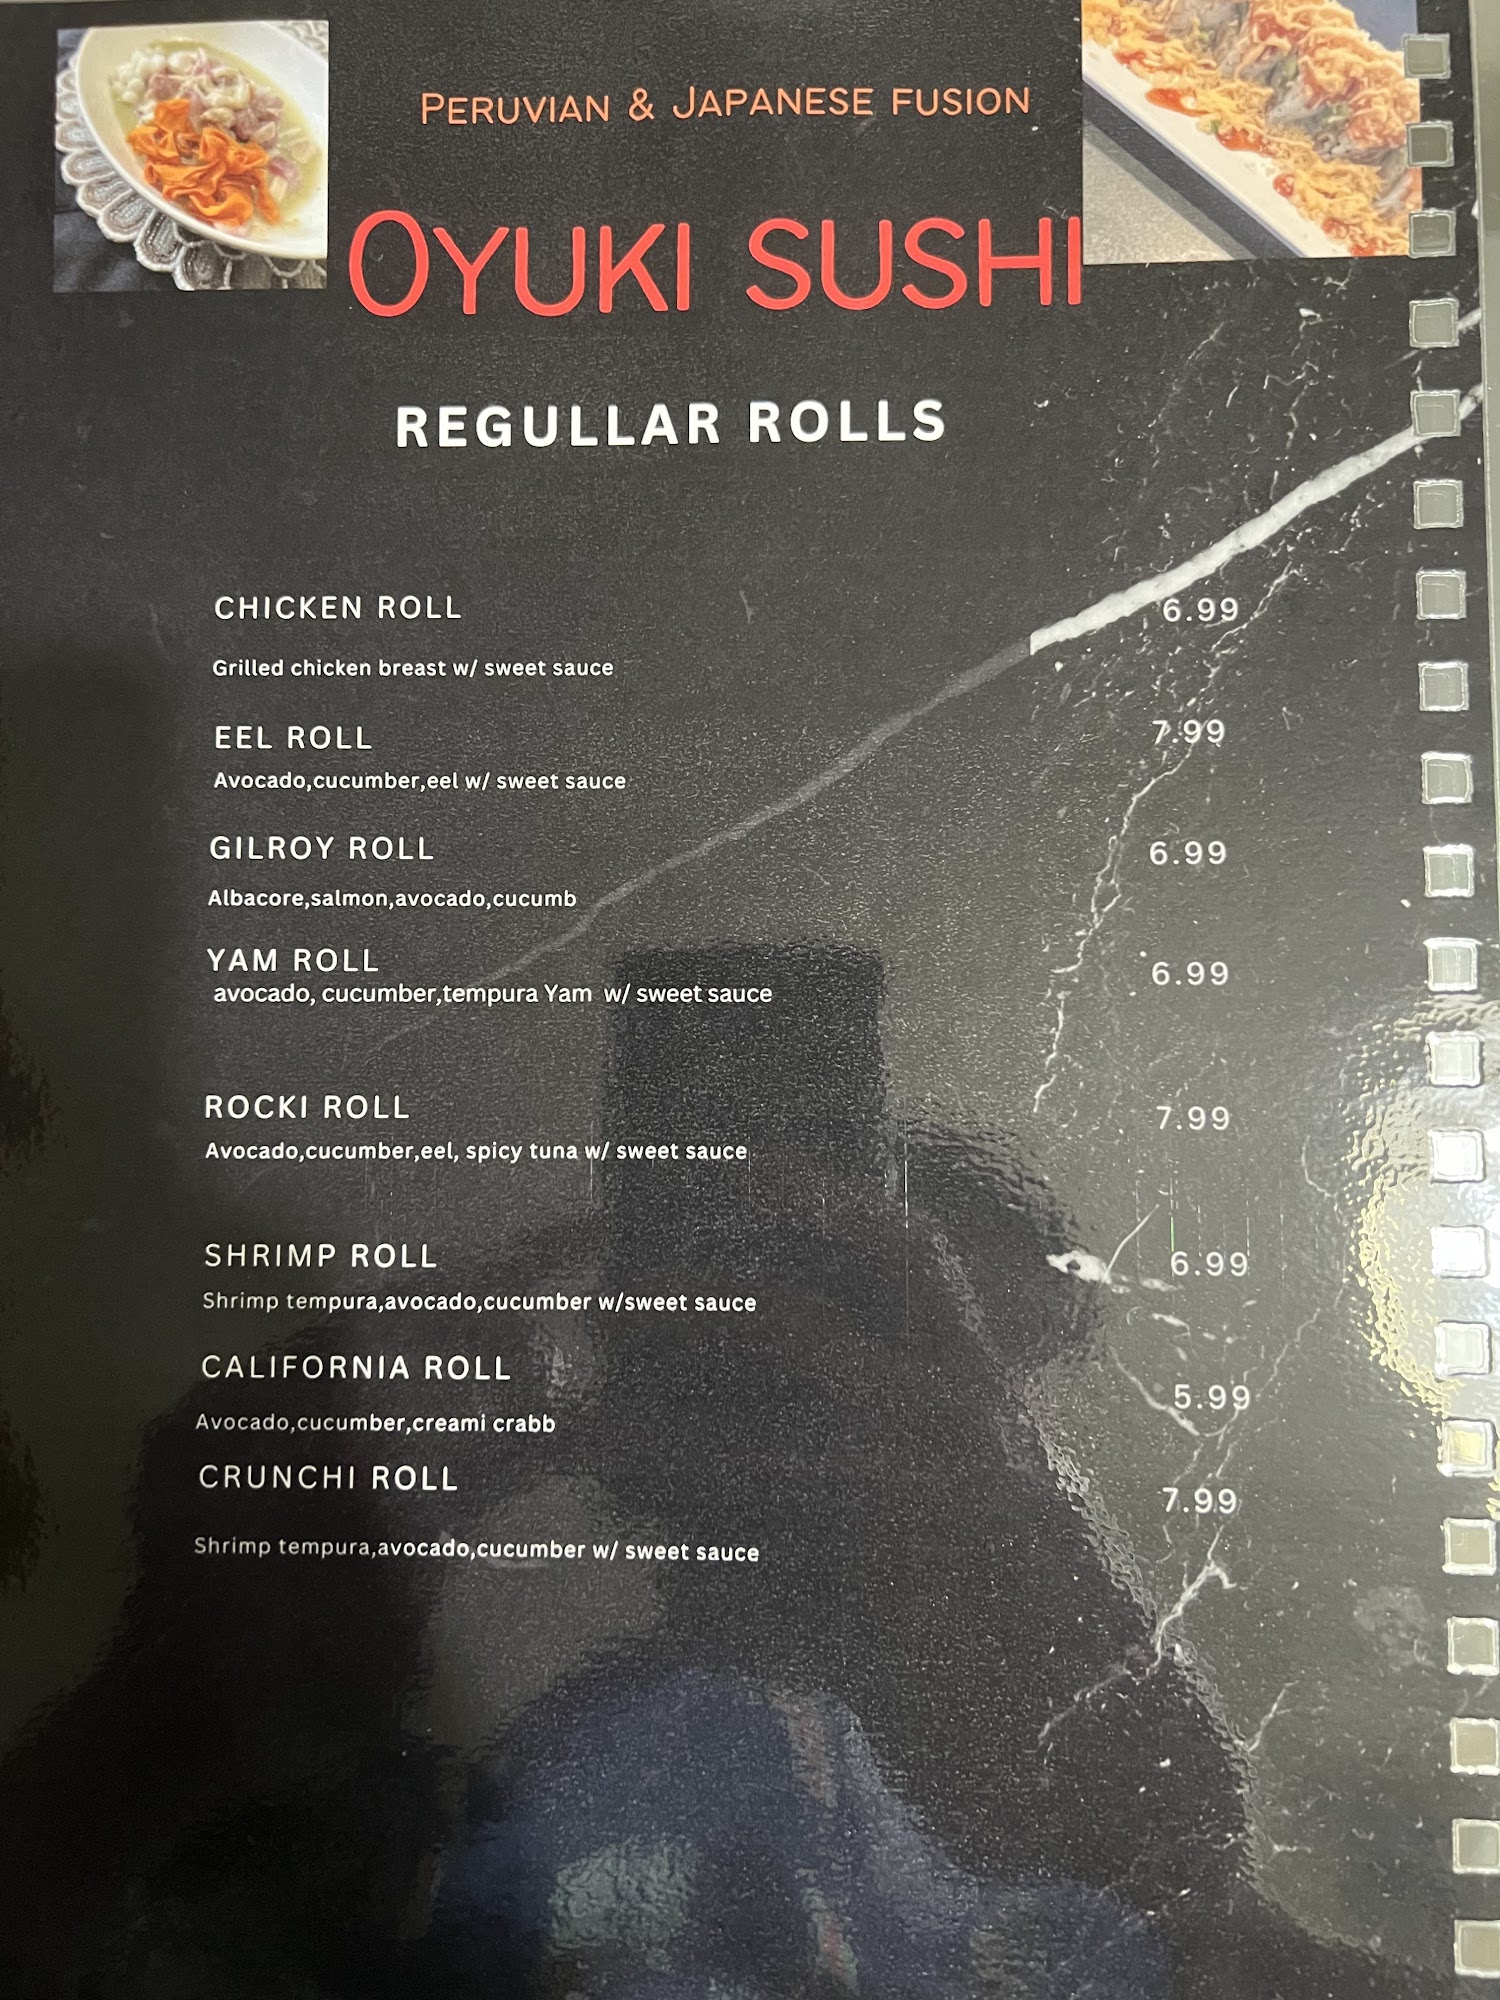 PERUVIAN & JAPANESE FUSION
OYUKI SUSHI
REGULLAR ROLLS
CHICKEN ROLL 6.99
Grilled chicken breast w/ sweet sauce
EEL ROLL 7.99
Avocado,cucumber,eel w/ sweet sauce
GILROY ROLL 6.99
Albacore,salmon,avocado,cucumb
YAM ROLL 6.99
avocado, cucumber,tempura Yam w/ sweet sauce
ROCKI ROLL 7.99
Avocado,cucumber,eel, spicy tuna w/ sweet sauce
SHRIMP ROLL 6.99
Shrimp tempura,avocado,cucumber w/sweet sauce
CALIFORNIA ROLL 5.99
Avocado,cucumber,creami crabb
CRUNCHI ROLL 7.99
Shrimp tempura,avocado,cucumber w/ sweet sauce